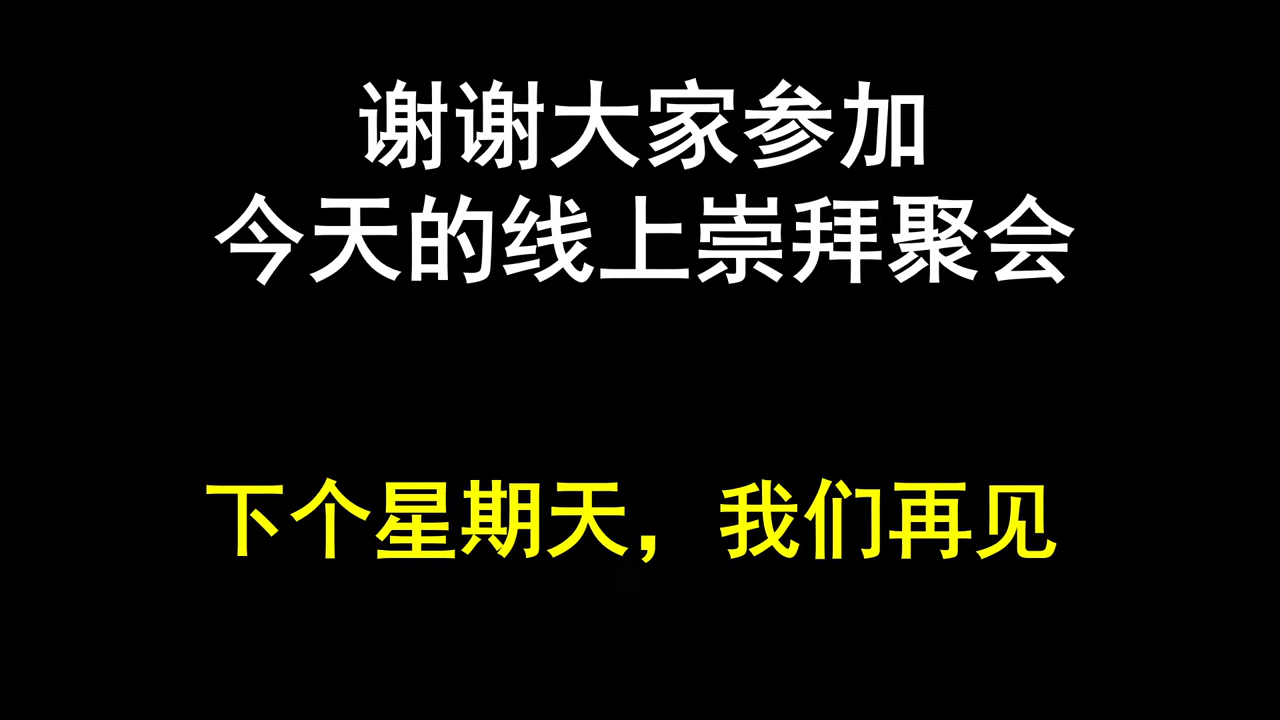 谢谢大家参加
今天的线上崇拜聚会
下个星期天，我们再见